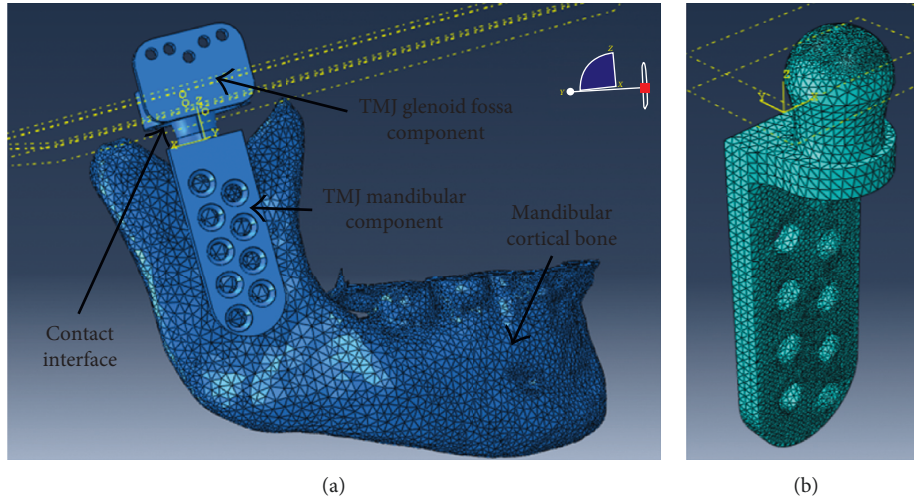 TMJ glenoid fossa
component
TMJ mandibular
component
Mandibular
cortical bone
Contact
interface
Z
Y
X
Z
Y
X
Z
Y
X
(a)
(b)